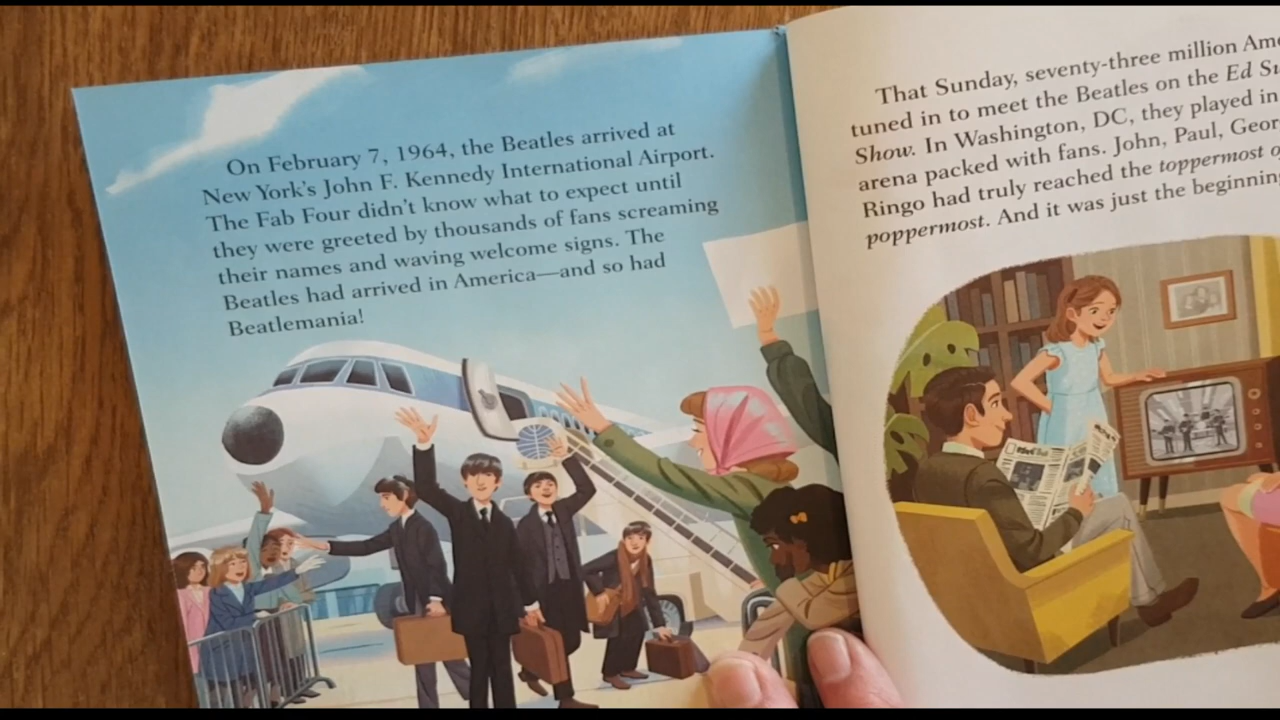 On February 7, 1964, the Beatles arrived at
New York's John F. Kennedy International Airport.
The Fab Four didn't know what to expect until
they were greeted by thousands of fans screaming
their names and waving welcome signs. The
Beatles had arrived in America—and so had
Beatlemania!
That Sunday, seventy-three million
tuned in to meet the Beatles on the Ed
Show. In Washington, DC, they played in
arena packed with fans. John, Paul,
Ringo had truly reached the toppermost
poppermost. And it was just the beginning